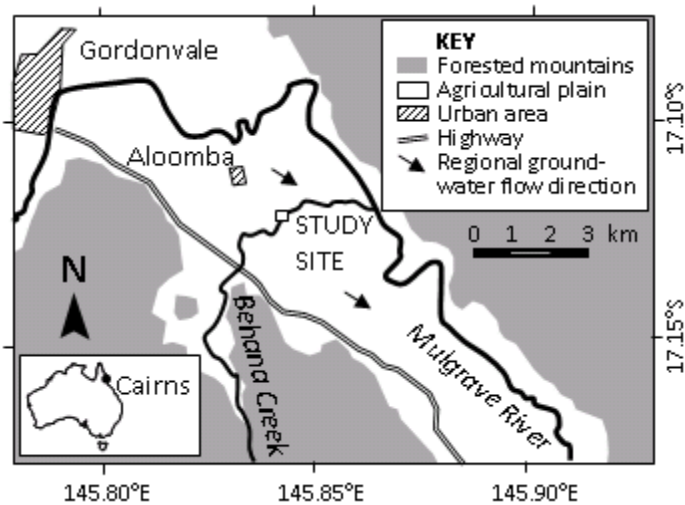 Gordonvale
KEY
Forested mountains
Agricultural plain
Urban area
Highway
Regional ground-
water flow direction
17.10°S
Aloomba
STUDY
SITE
0 1 2 3 km
N
Behana Creek
Mulgrave River
17.15°S
Cairns
145.80°E 145.85°E 145.90°E